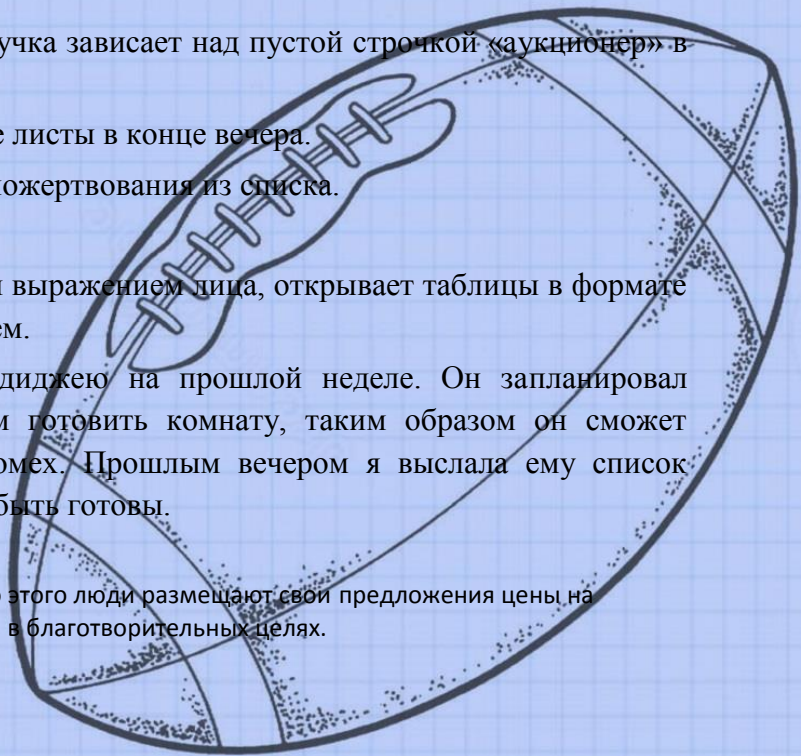 учка зависает над пустой строчкой «аукционер» в
е листы в конце вечера.
пожертвования из списка.
и выражением лица, открывает таблицы в формате
ем.
диджею на прошлой неделе. Он запланировал
м готовить комнату, таким образом он сможет
омех. Прошлым вечером я выслала ему список
быть готовы.
о этого люди размещают свои предложения цены на
в благотворительных целях.